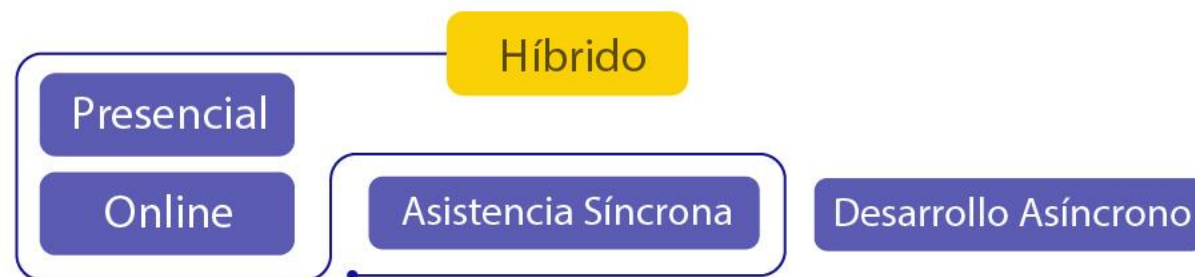 Híbrido
Presencial
Online
Asistencia Síncrona
Desarrollo Asíncrono